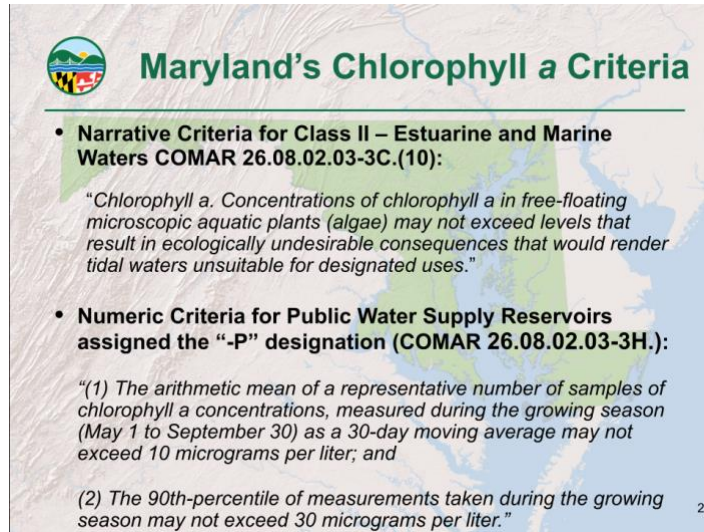 Maryland's Chlorophyll a Criteria
• Narrative Criteria for Class II – Estuarine and Marine
Waters COMAR 26.08.02.03-3C.(10):
"Chlorophyll a. Concentrations of chlorophyll a in free-floating
microscopic aquatic plants (algae) may not exceed levels that
result in ecologically undesirable consequences that would render
tidal waters unsuitable for designated uses."
• Numeric Criteria for Public Water Supply Reservoirs
assigned the "-P" designation (COMAR 26.08.02.03-3H.):
"(1) The arithmetic mean of a representative number of samples of
chlorophyll a concentrations, measured during the growing season
(May 1 to September 30) as a 30-day moving average may not
exceed 10 micrograms per liter; and
(2) The 90th-percentile of measurements taken during the growing
season may not exceed 30 micrograms per liter."
2